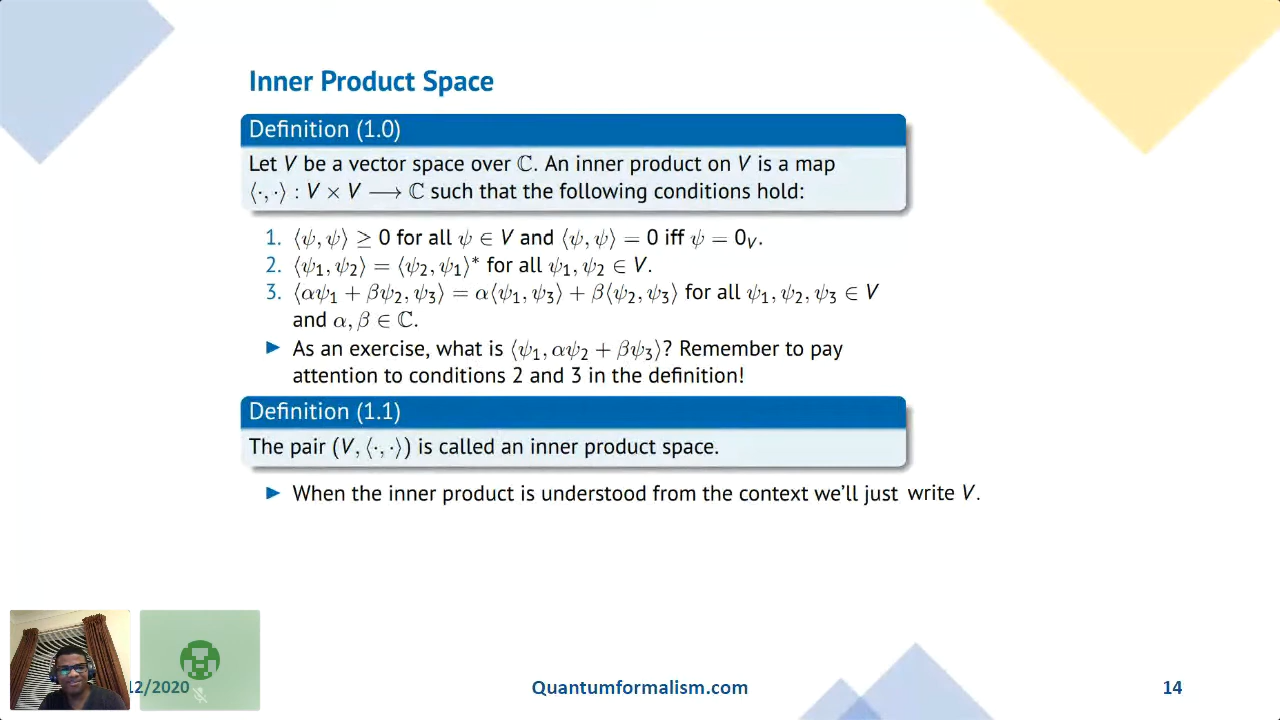 Inner Product Space
Definition (1.0)
Let V be a vector space over ℂ. An inner product on V is a map
⟨·, ·⟩ : V × V ⟶ ℂ such that the following conditions hold:
1. ⟨ψ, ψ⟩ ≥ 0 for all ψ ∈ V and ⟨ψ, ψ⟩ = 0 iff ψ = 0_V.
2. ⟨ψ₁, ψ₂⟩ = ⟨ψ₂, ψ₁⟩* for all ψ₁, ψ₂ ∈ V.
3. ⟨αψ₁ + βψ₂, ψ₃⟩ = α⟨ψ₁, ψ₃⟩ + β⟨ψ₂, ψ₃⟩ for all ψ₁, ψ₂, ψ₃ ∈ V
and α, β ∈ ℂ.
▶ As an exercise, what is ⟨ψ₁, αψ₂ + βψ₃⟩? Remember to pay
attention to conditions 2 and 3 in the definition!
Definition (1.1)
The pair (V, ⟨·, ·⟩) is called an inner product space.
▶ When the inner product is understood from the context we'll just write V.
12/2020
Quantumformalism.com
14